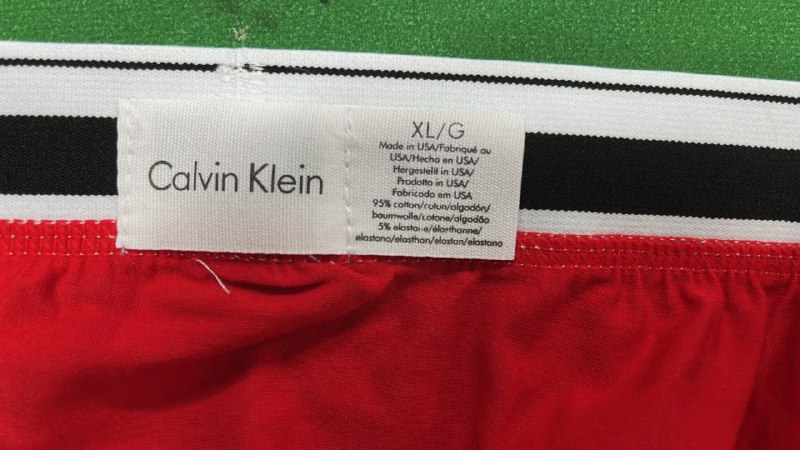 Calvin Klein
XL/G
Made in USA/Fabriqué au
USA/Hecho en USA/
Hergestellt in USA/
Prodotto in USA/
Fabricado em USA
95% cotton/coton/algodón/
baumwolle/cotone/algodão
5% elastane/élasthanne/
elastano/elasthan/elastan/elastano